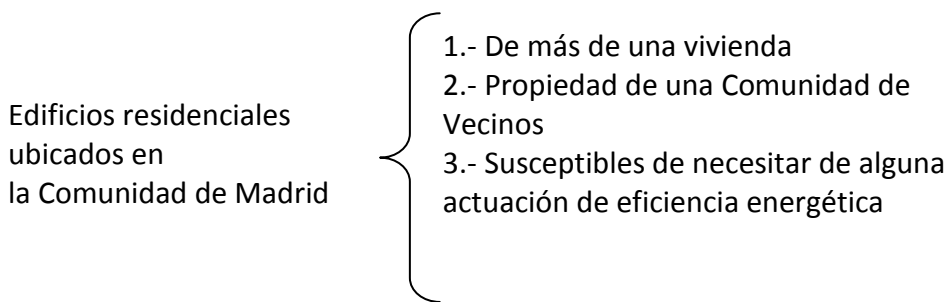 Edificios residenciales
ubicados en
la Comunidad de Madrid
1.- De más de una vivienda
2.- Propiedad de una Comunidad de
Vecinos
3.- Susceptibles de necesitar de alguna
actuación de eficiencia energética